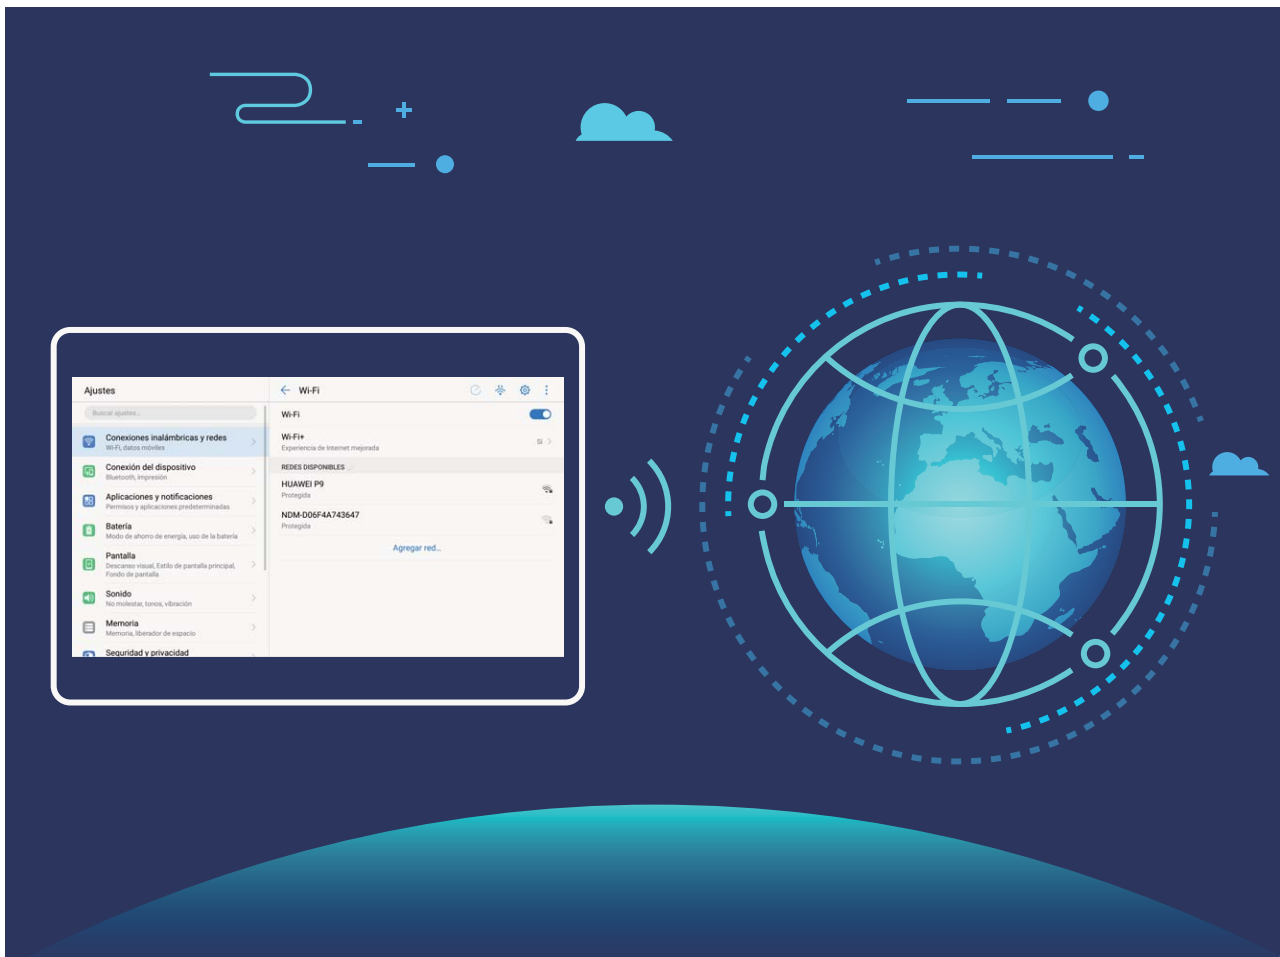 Ajustes
Buscar ajustes...
Conexiones inalámbricas y redes
Wi-Fi, datos móviles
Conexión del dispositivo
Bluetooth, impresión
Aplicaciones y notificaciones
Permisos y aplicaciones predeterminadas
Batería
Modo de ahorro de energía, uso de la batería
Pantalla
Descanso visual, Estilo de pantalla principal,
Fondo de pantalla
Sonido
No molestar, tonos, vibración
Memoria
Memoria, liberador de espacio
Seguridad y privacidad
Wi-Fi
Wi-Fi
Wi-Fi+
Experiencia de Internet mejorada
Sí
REDES DISPONIBLES
HUAWEI P9
Protegida
NDM-D06F4A743647
Protegida
Agregar red...